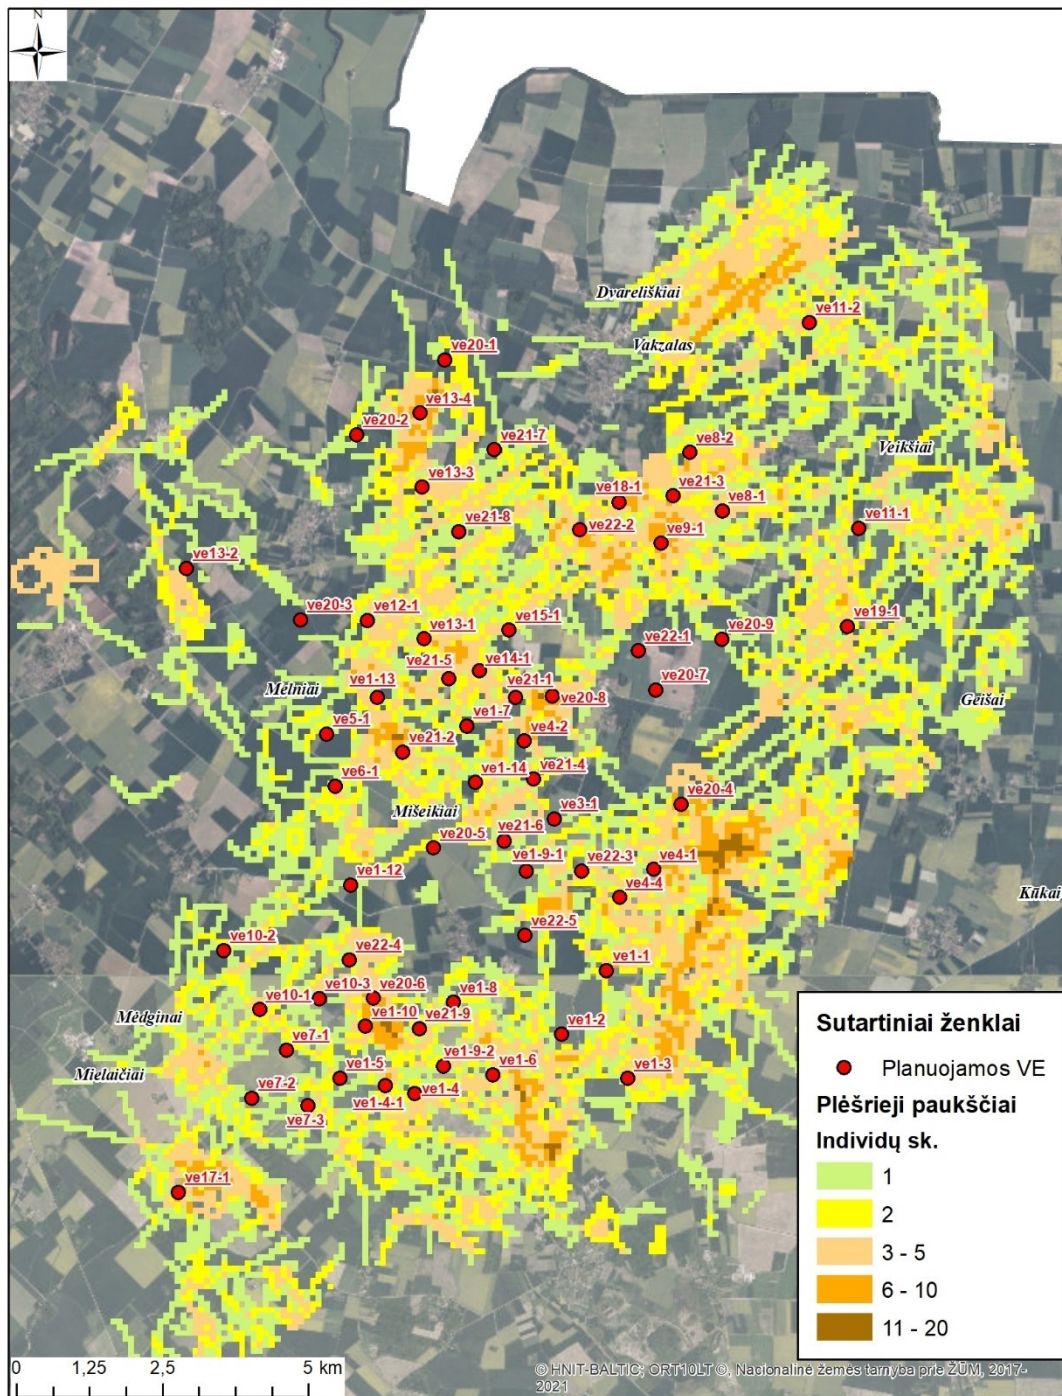 N
Dvareliškiai
ve11-2
Vakzalas
ve20-1
ve13-4
ve20-2
ve21-7
ve8-2
Veikšiai
ve13-3
ve18-1
ve21-3
ve8-1
ve21-8
ve22-2
ve9-1
ve11-1
ve13-2
ve20-3
ve12-1
ve13-1
ve15-1
ve22-1
ve20-9
ve19-1
ve21-5
ve14-1
Mėlniai
ve1-13
ve21-1
ve20-8
ve20-7
Geišai
ve5-1
ve1-7
ve4-2
ve21-2
ve6-1
ve1-14
ve21-4
ve20-4
Mišeikiai
ve3-1
ve20-5
ve21-6
ve1-12
ve1-9-1
ve22-3
ve4-1
ve4-4
Kūkai
ve10-2
ve22-5
ve22-4
ve1-1
ve10-1
ve10-3
ve20-6
ve1-8
Mėdginai
ve1-10
ve21-9
ve1-2
ve7-1
Mielaičiai
ve1-5
ve1-9-2
ve1-6
ve1-3
ve7-2
ve7-3
ve1-4-1
ve1-4
ve17-1
Sutartiniai ženklai
Planuojamos VE
Plėšrieji paukščiai
Individų sk.
1
2
3 - 5
6 - 10
11 - 20
0 1,25 2,5 5 km
© HNIT-BALTIC; ORT10LT ©, Nacionalinė žemės tarnyba prie ŽŪM, 2017-
2021